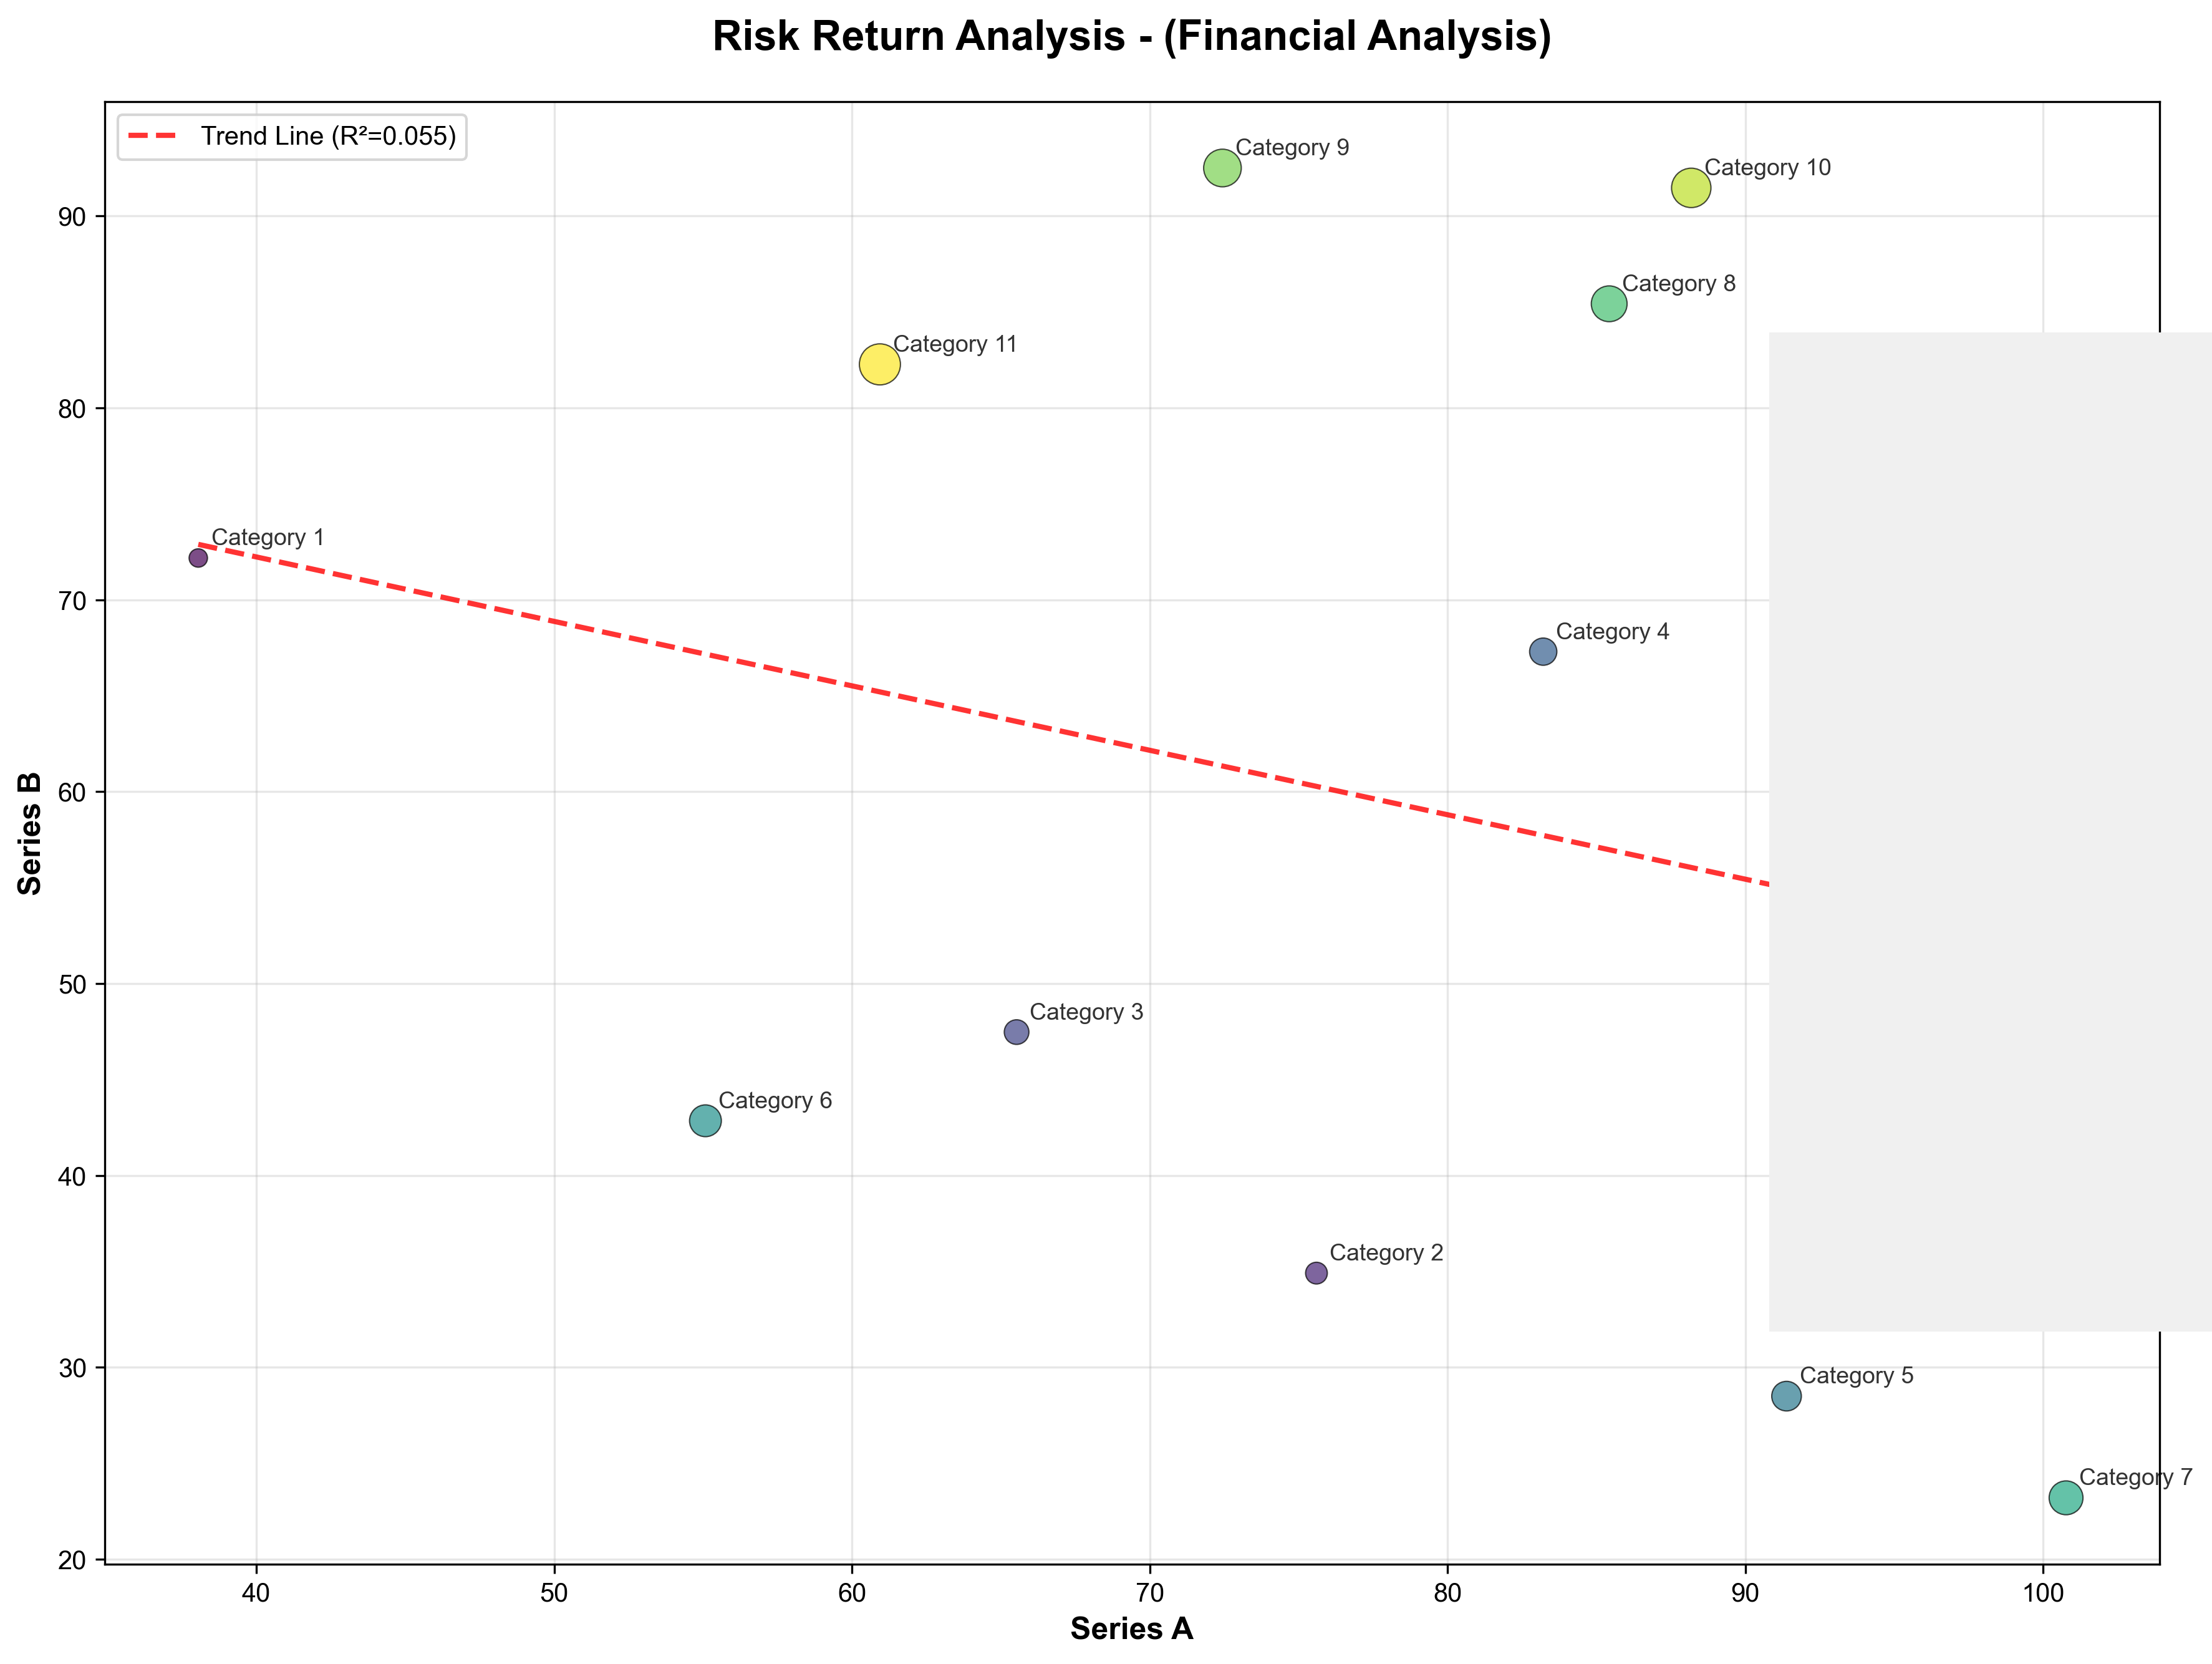 Risk Return Analysis - (Financial Analysis)
Trend Line (R²=0.055)
Category 9
Category 10
Category 8
Category 11
Category 1
Category 4
Category 3
Category 6
Category 2
Category 5
Category 7
Series B
90
80
70
60
50
40
30
20
40 50 60 70 80 90 100
Series A